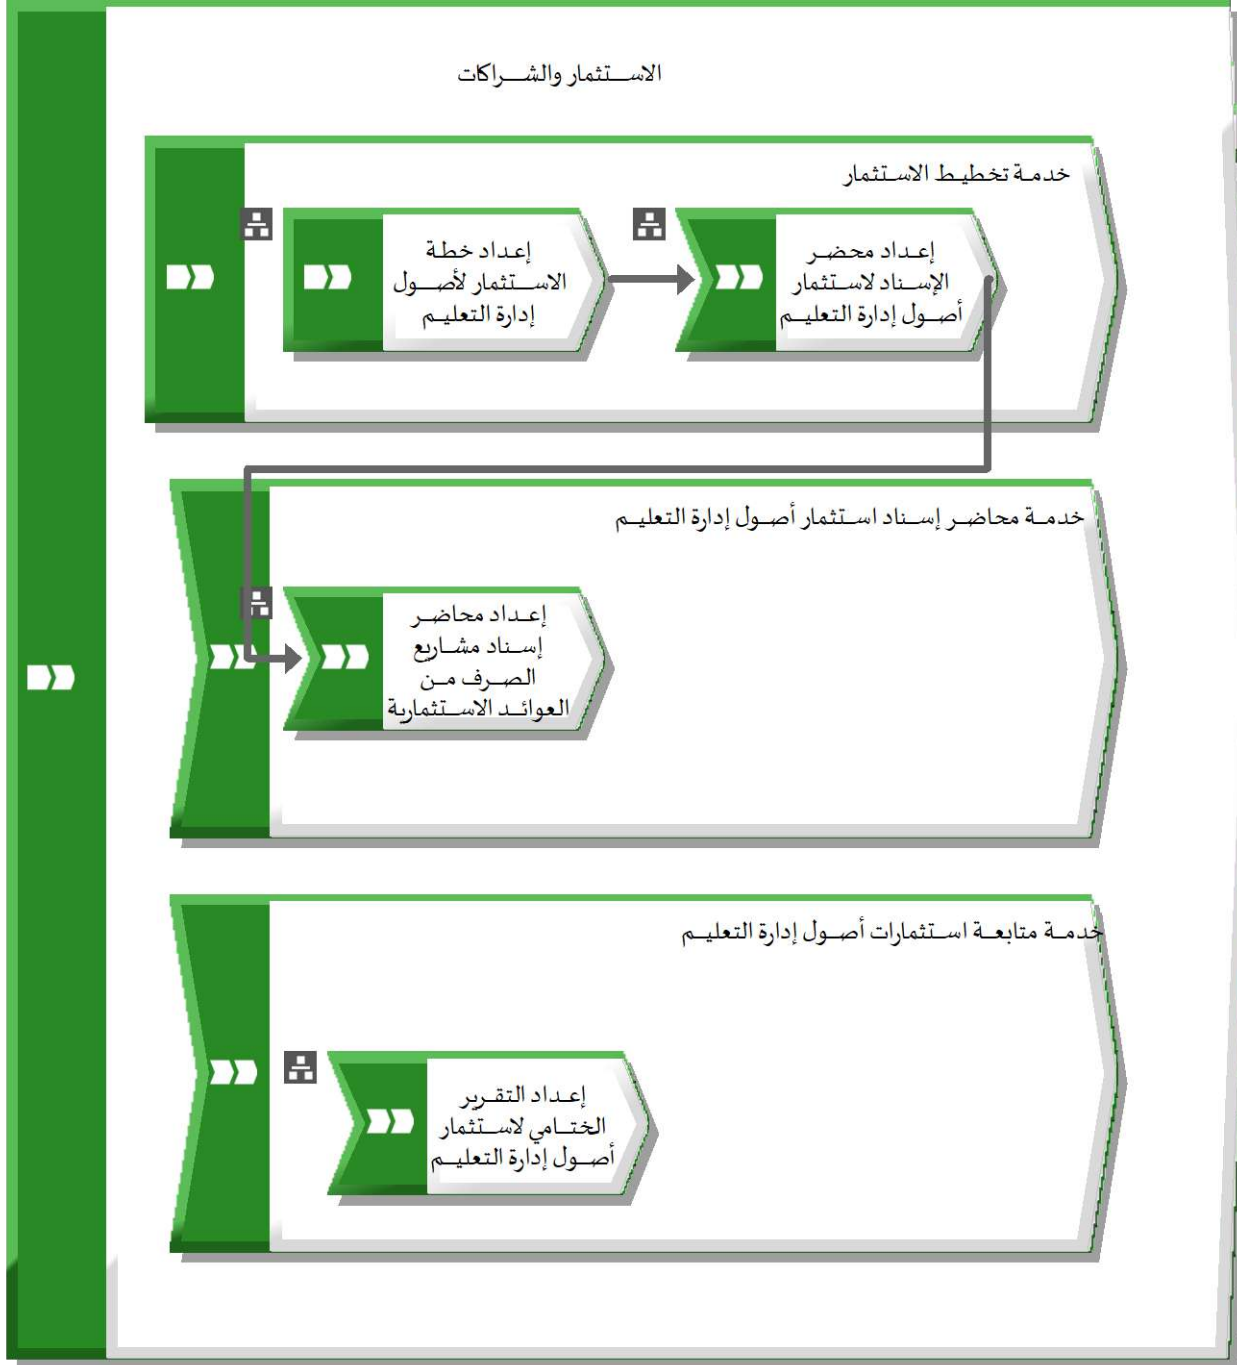 الاستثمار والشراكات
خدمة تخطيط الاستثمار
إعداد خطة
الاستثمار لأصول
إدارة التعليم
إعداد محضر
الإسناد لاستثمار
أصول إدارة التعليم
خدمة محاضر إسناد استثمار أصول إدارة التعليم
إعداد محاضر
إسناد مشاريع
الصرف من
العوائد الاستثمارية
خدمة متابعة استثمارات أصول إدارة التعليم
إعداد التقرير
الختامي لاستثمار
أصول إدارة التعليم